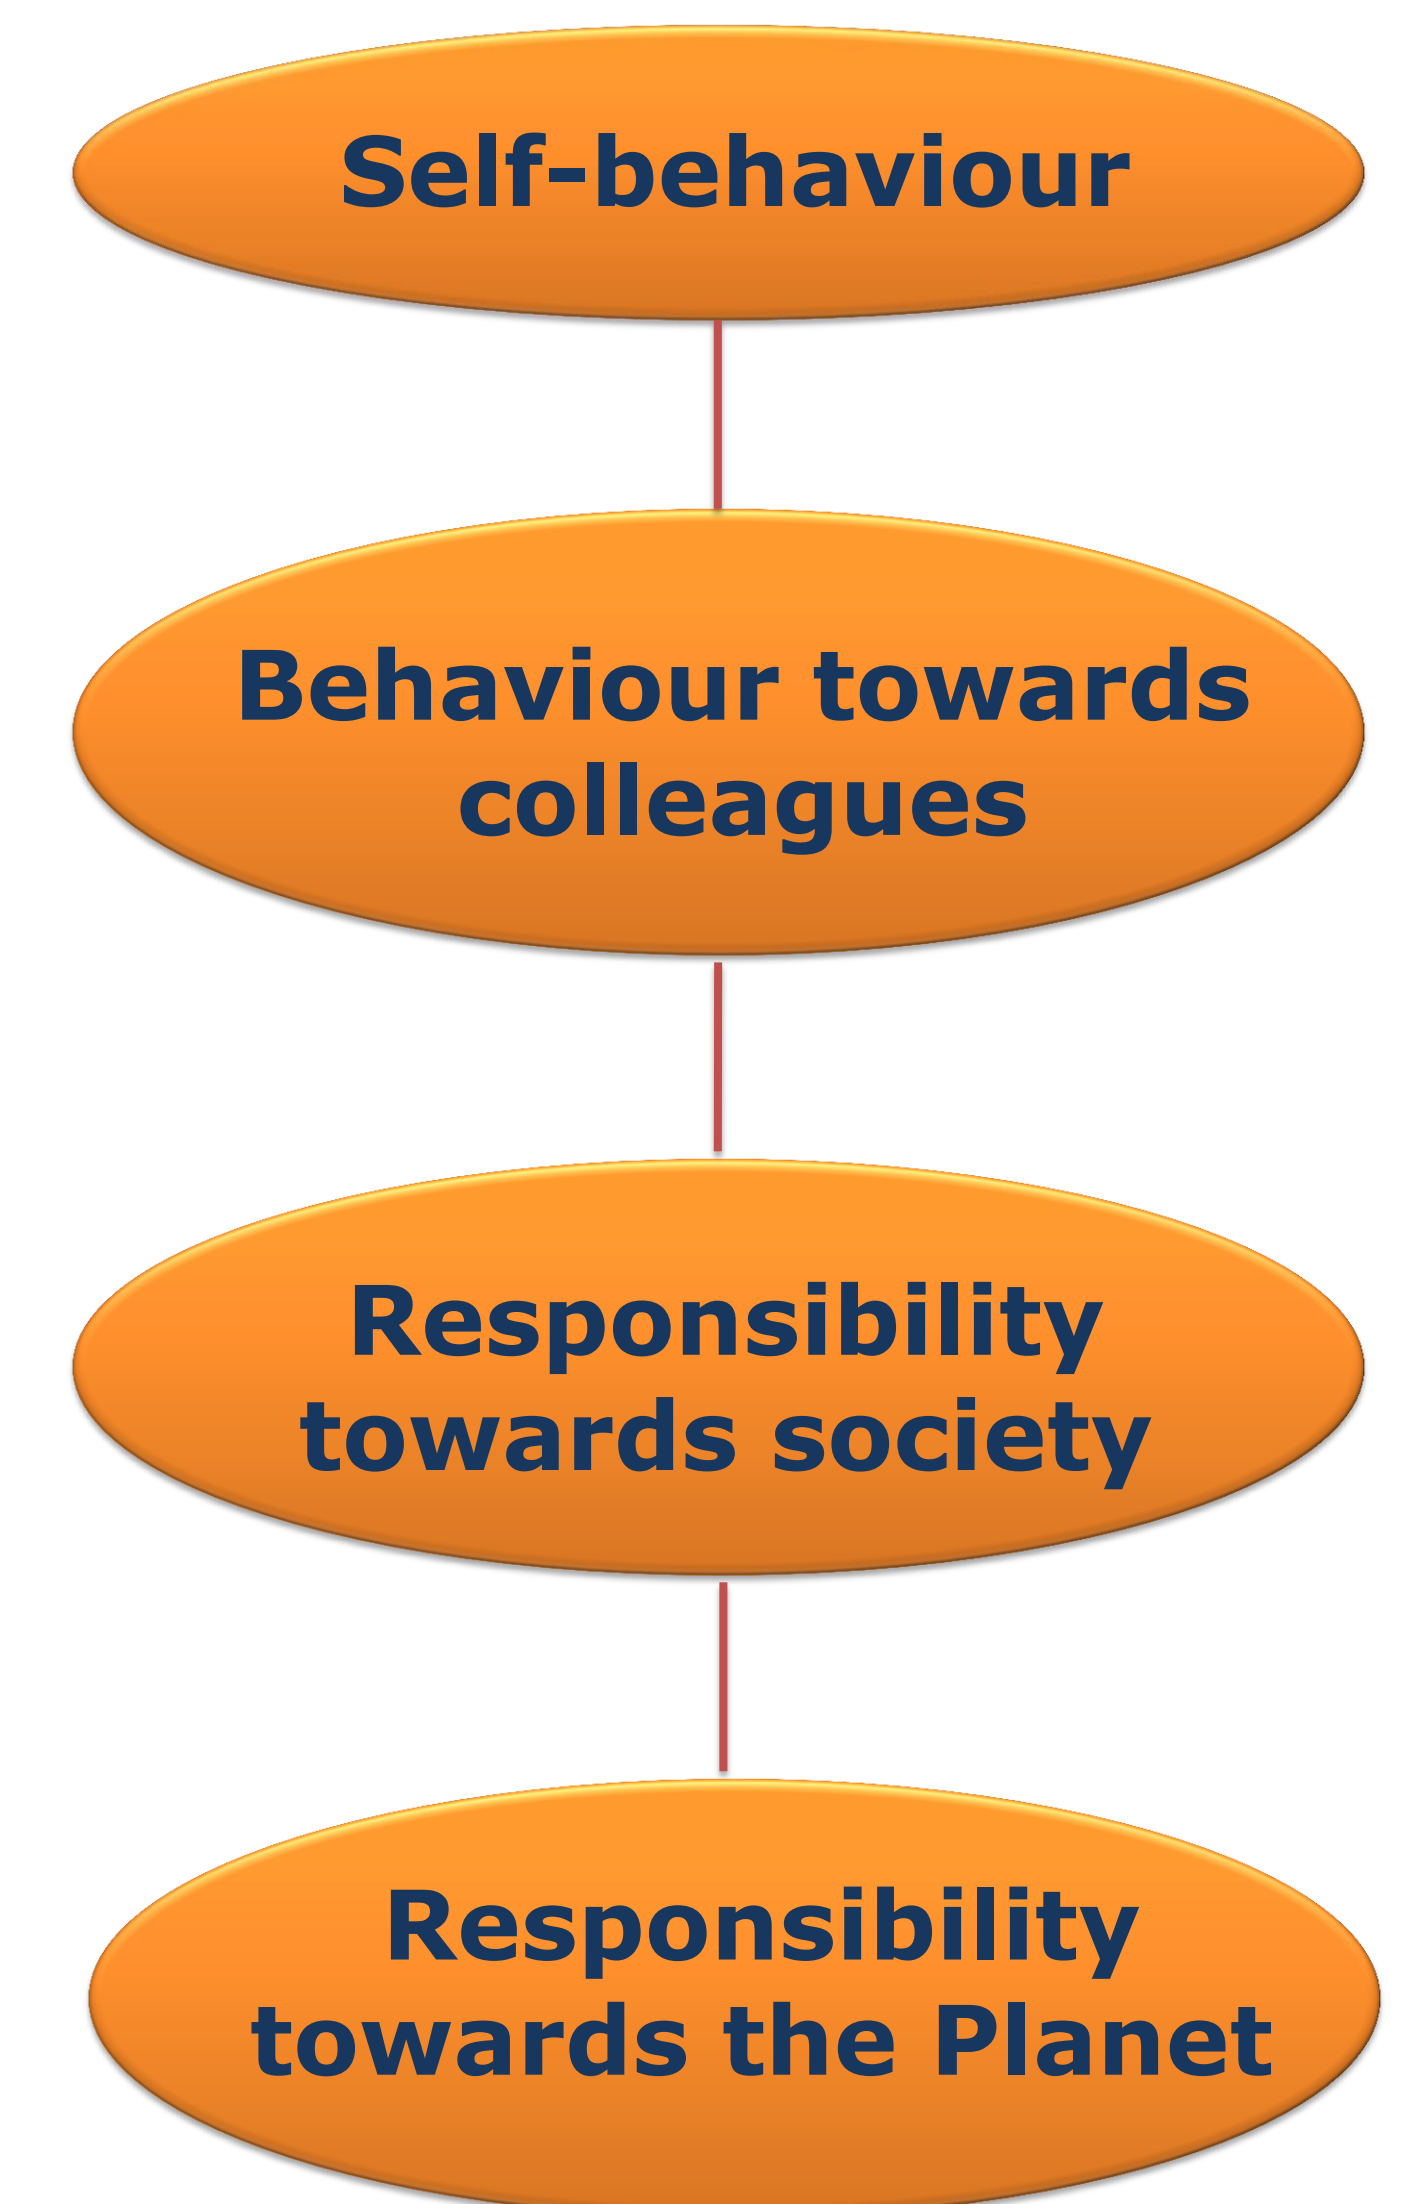 Self-behaviour
Behaviour towards
colleagues
Responsibility
towards society
Responsibility
towards the Planet